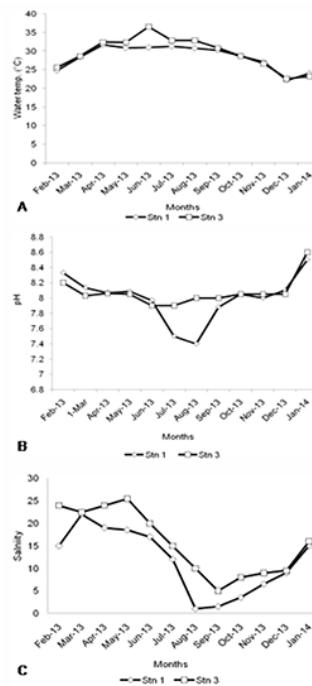 40
35
30
25
20
15
10
5
0
Water temp. (°C)
Feb-13
Mar-13
Apr-13
May-13
Jun-13
Jul-13
Aug-13
Sep-13
Oct-13
Nov-13
Dec-13
Jan-14
Months
A
Stn 1 Stn 3
8.8
8.6
8.4
8.2
8
7.8
7.6
7.4
7.2
7
6.8
pH
Feb-13
1-Mar
Apr-13
May-13
Jun-13
Jul-13
Aug-13
Sep-13
Oct-13
Nov-13
Dec-13
Jan-14
Months
B
Stn 1 Stn 3
30
25
20
15
10
5
0
Salinity
Feb-13
Mar-13
Apr-13
May-13
Jun-13
Jul-13
Aug-13
Sep-13
Oct-13
Nov-13
Dec-13
Jan-14
Months
C
Stn 1 Stn 3